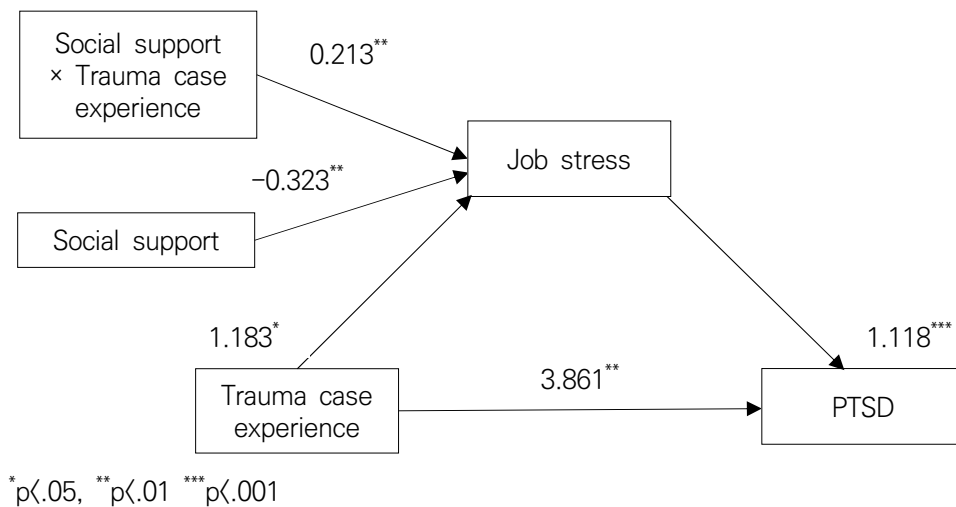 Social support
× Trauma case
experience
0.213**
Job stress
-0.323**
Social support
1.183*
1.118***
3.861**
Trauma case
experience
PTSD
*p<.05, **p<.01 ***p<.001